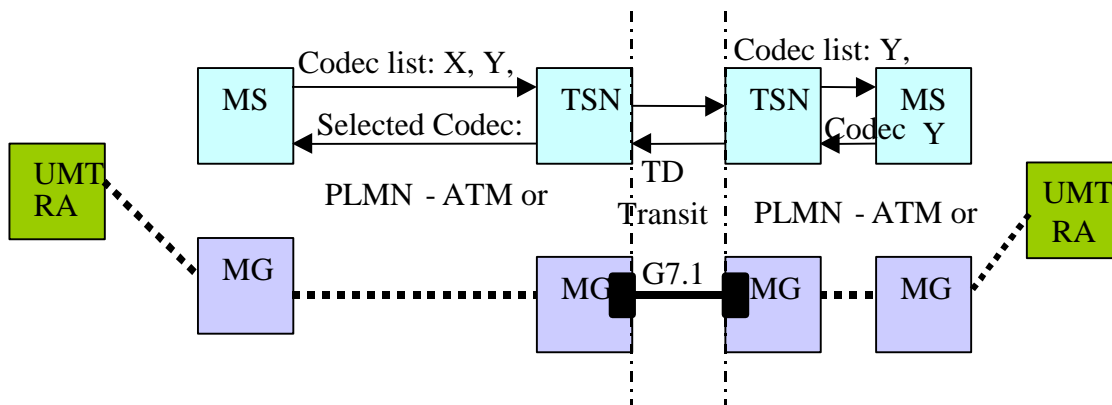 Codec list: X, Y,
Codec list: Y,
MS
TSN
TSN
MS
Y
Selected Codec:
Codec
UMT
RA
PLMN - ATM or
TD
Transit
PLMN - ATM or
UMT
RA
MG
MG
G7.1
MG
MG